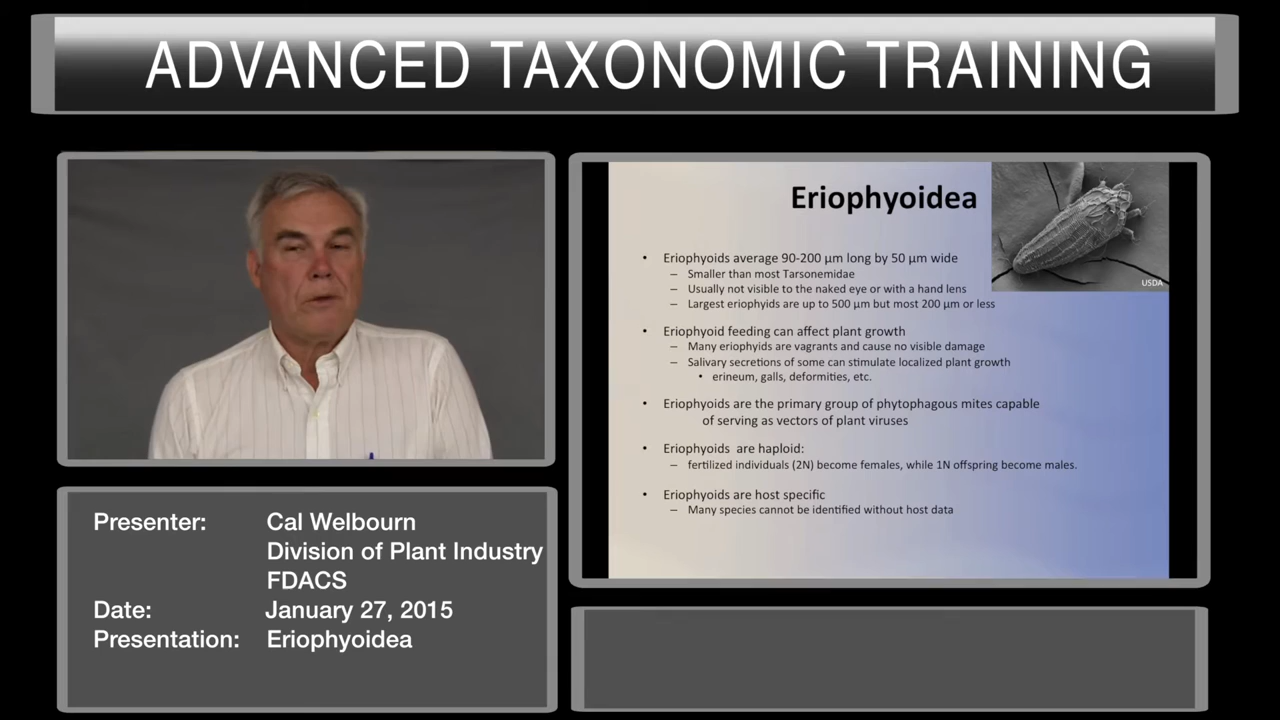 ADVANCED TAXONOMIC TRAINING
Eriophyoidea
USDA
• Eriophyoids average 90-200 µm long by 50 µm wide
– Smaller than most Tarsonemidae
– Usually not visible to the naked eye or with a hand lens
– Largest eriophyids are up to 500 µm but most 200 µm or less
• Eriophyoid feeding can affect plant growth
– Many eriophyids are vagrants and cause no visible damage
– Salivary secretions of some can stimulate localized plant growth
• erineum, galls, deformities, etc.
• Eriophyoids are the primary group of phytophagous mites capable
of serving as vectors of plant viruses
• Eriophyoids are haploid:
– fertilized individuals (2N) become females, while 1N offspring become males.
• Eriophyoids are host specific
– Many species cannot be identified without host data
Presenter: Cal Welbourn
Division of Plant Industry
FDACS
Date: January 27, 2015
Presentation: Eriophyoidea